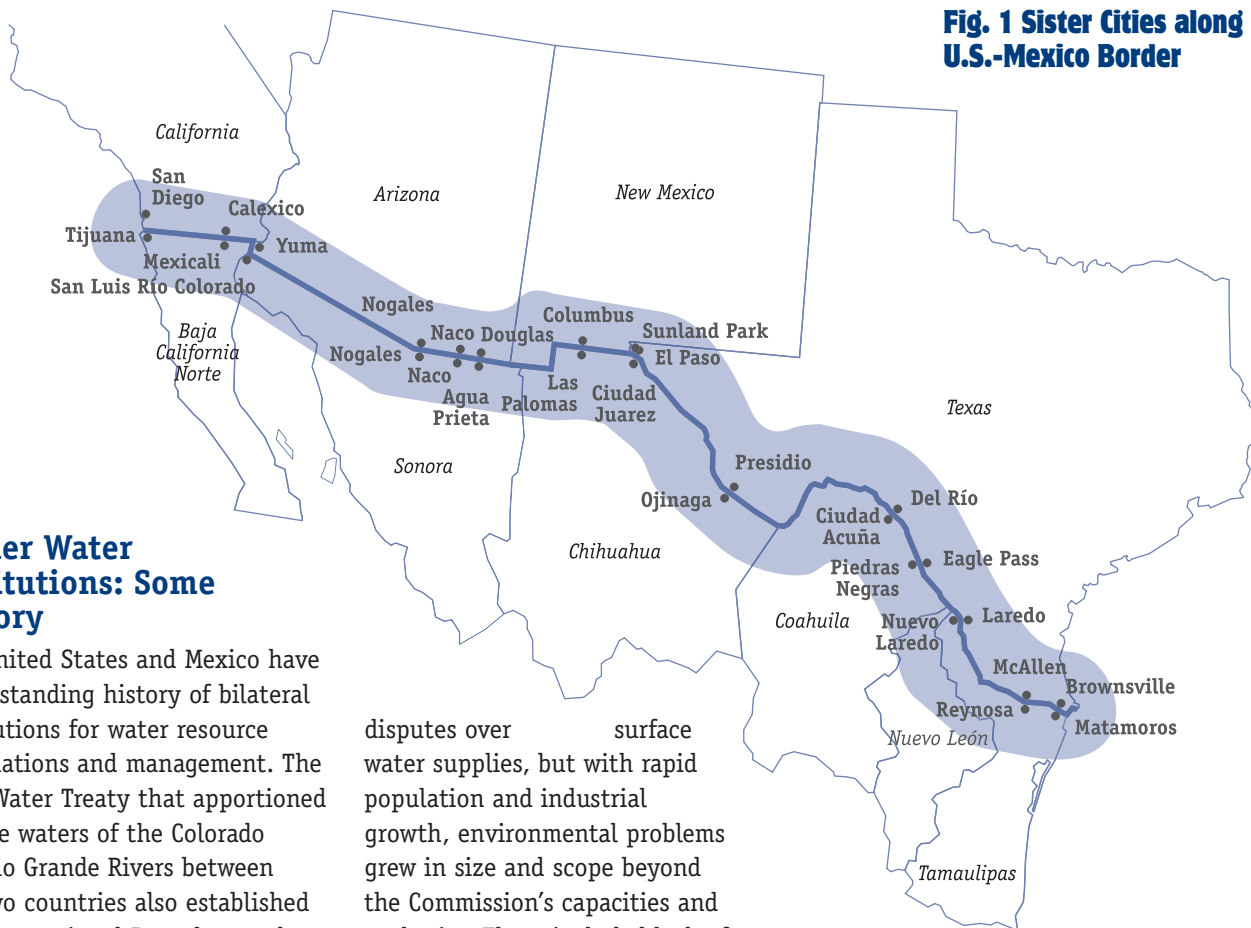 Fig. 1 Sister Cities along
U.S.-Mexico Border
California
Arizona
New Mexico
Texas
San
Diego
Tijuana
Calexico
Mexicali
Yuma
San Luis Río Colorado
Baja
California
Norte
Nogales
Nogales
Naco
Douglas
Naco
Agua
Prieta
Columbus
Las
Palomas
Sunland Park
El Paso
Ciudad
Juarez
Sonora
Chihuahua
Presidio
Ojinaga
Del Río
Ciudad
Acuña
Eagle Pass
Piedras
Negras
Coahuila
Nuevo
Laredo
Laredo
McAllen
Reynosa
Brownsville
Matamoros
Nuevo León
Tamaulipas
er Water
itutions: Some
ory
nited States and Mexico have
standing history of bilateral
utions for water resource
ations and management. The
Water Treaty that apportioned
e waters of the Colorado
o Grande Rivers between
wo countries also established
disputes over surface
water supplies, but with rapid
population and industrial
growth, environmental problems
grew in size and scope beyond
the Commission's capacities and